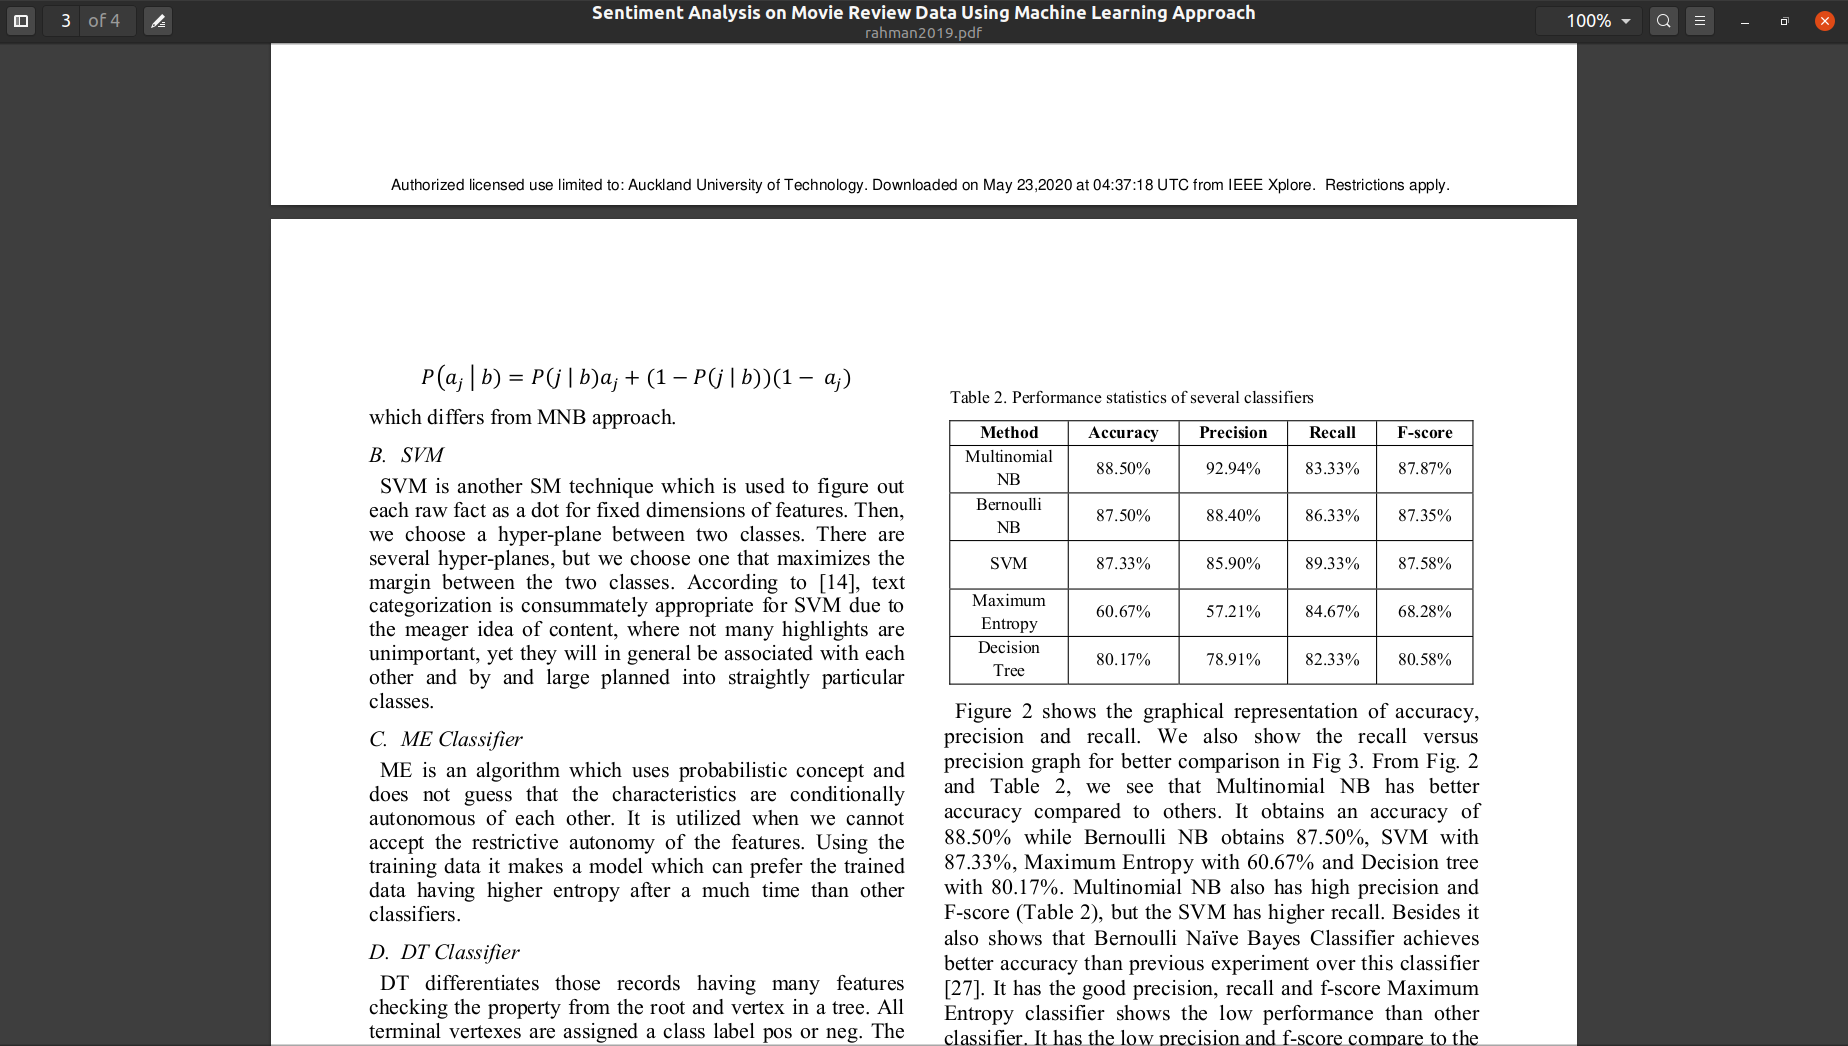 3 of 4
Sentiment Analysis on Movie Review Data Using Machine Learning Approach
rahman2019.pdf
100%
Authorized licensed use limited to: Auckland University of Technology. Downloaded on May 23,2020 at 04:37:18 UTC from IEEE Xplore.  Restrictions apply.
P(aⱼ | b) = P(j | b)aⱼ + (1 − P(j | b))(1 − aⱼ)
which differs from MNB approach.
B. SVM
SVM is another SM technique which is used to figure out
each raw fact as a dot for fixed dimensions of features. Then,
we choose a hyper-plane between two classes. There are
several hyper-planes, but we choose one that maximizes the
margin between the two classes. According to [14], text
categorization is consummately appropriate for SVM due to
the meager idea of content, where not many highlights are
unimportant, yet they will in general be associated with each
other and by and large planned into straightly particular
classes.
C. ME Classifier
ME is an algorithm which uses probabilistic concept and
does not guess that the characteristics are conditionally
autonomous of each other. It is utilized when we cannot
accept the restrictive autonomy of the features. Using the
training data it makes a model which can prefer the trained
data having higher entropy after a much time than other
classifiers.
D. DT Classifier
DT differentiates those records having many features
checking the property from the root and vertex in a tree. All
terminal vertexes are assigned a class label pos or neg. The
Table 2. Performance statistics of several classifiers
Method Accuracy Precision Recall F-score
Multinomial NB 88.50% 92.94% 83.33% 87.87%
Bernoulli NB 87.50% 88.40% 86.33% 87.35%
SVM 87.33% 85.90% 89.33% 87.58%
Maximum Entropy 60.67% 57.21% 84.67% 68.28%
Decision Tree 80.17% 78.91% 82.33% 80.58%
Figure 2 shows the graphical representation of accuracy,
precision and recall. We also show the recall versus
precision graph for better comparison in Fig 3. From Fig. 2
and Table 2, we see that Multinomial NB has better
accuracy compared to others. It obtains an accuracy of
88.50% while Bernoulli NB obtains 87.50%, SVM with
87.33%, Maximum Entropy with 60.67% and Decision tree
with 80.17%. Multinomial NB also has high precision and
F-score (Table 2), but the SVM has higher recall. Besides it
also shows that Bernoulli Naïve Bayes Classifier achieves
better accuracy than previous experiment over this classifier
[27]. It has the good precision, recall and f-score Maximum
Entropy classifier shows the low performance than other
classifier. It has the low precision and f-score compare to the